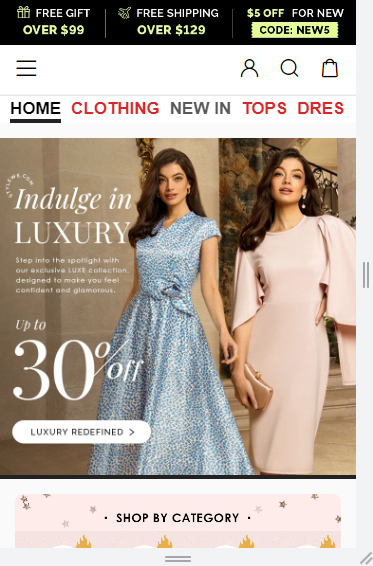 FREE GIFT
OVER $99
FREE SHIPPING
OVER $129
$5 OFF FOR NEW
CODE: NEW5
HOME CLOTHING NEW IN TOPS DRES
STYLEWE.COM
Indulge in
LUXURY
Step into the spotlight with
our exclusive LUXE collection,
designed to make you feel
confident and glamorous.
Up to
30% off
LUXURY REDEFINED >
· SHOP BY CATEGORY ·